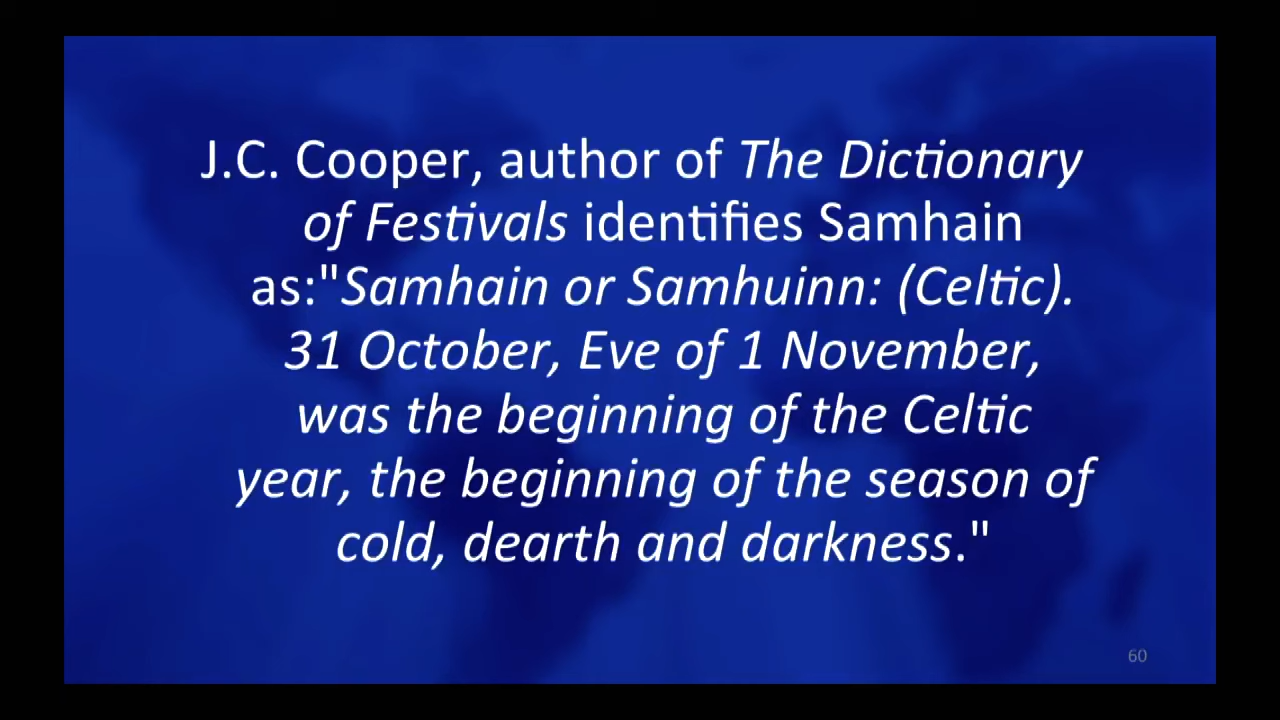 J.C. Cooper, author of The Dictionary
of Festivals identifies Samhain
as:"Samhain or Samhuinn: (Celtic).
31 October, Eve of 1 November,
was the beginning of the Celtic
year, the beginning of the season of
cold, dearth and darkness."
60